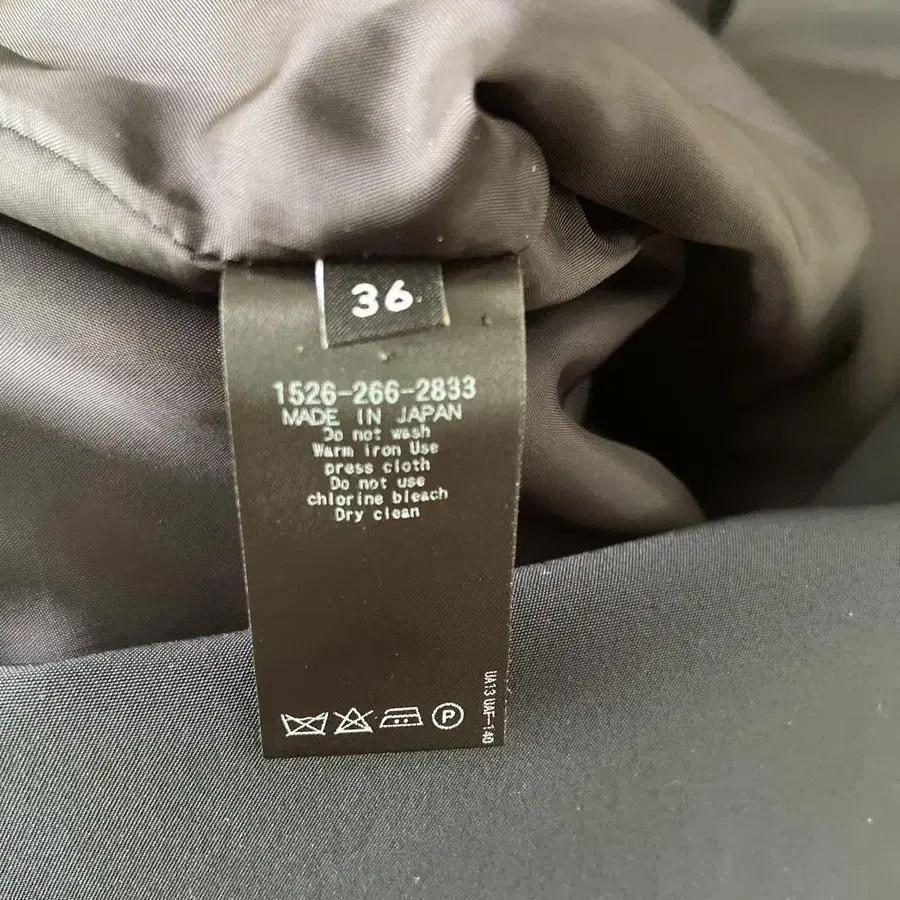 36
1526-266-2833
MADE IN JAPAN
Do not wash
Warm iron Use
press cloth
Do not use
chlorine bleach
Dry clean
P
UA13 UAF-140